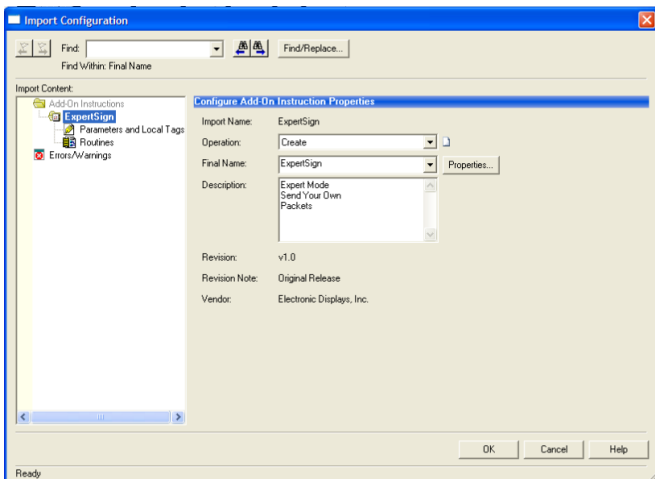 Import Configuration
Find:
Find/Replace...
Find Within: Final Name
Import Content:
Add-On Instructions
ExpertSign
Parameters and Local Tags
Routines
Errors/Warnings
Configure Add-On Instruction Properties
Import Name: ExpertSign
Operation: Create
Final Name: ExpertSign Properties...
Description: Expert Mode
Send Your Own
Packets
Revision: v1.0
Revision Note: Original Release
Vendor: Electronic Displays, Inc.
OK Cancel Help
Ready